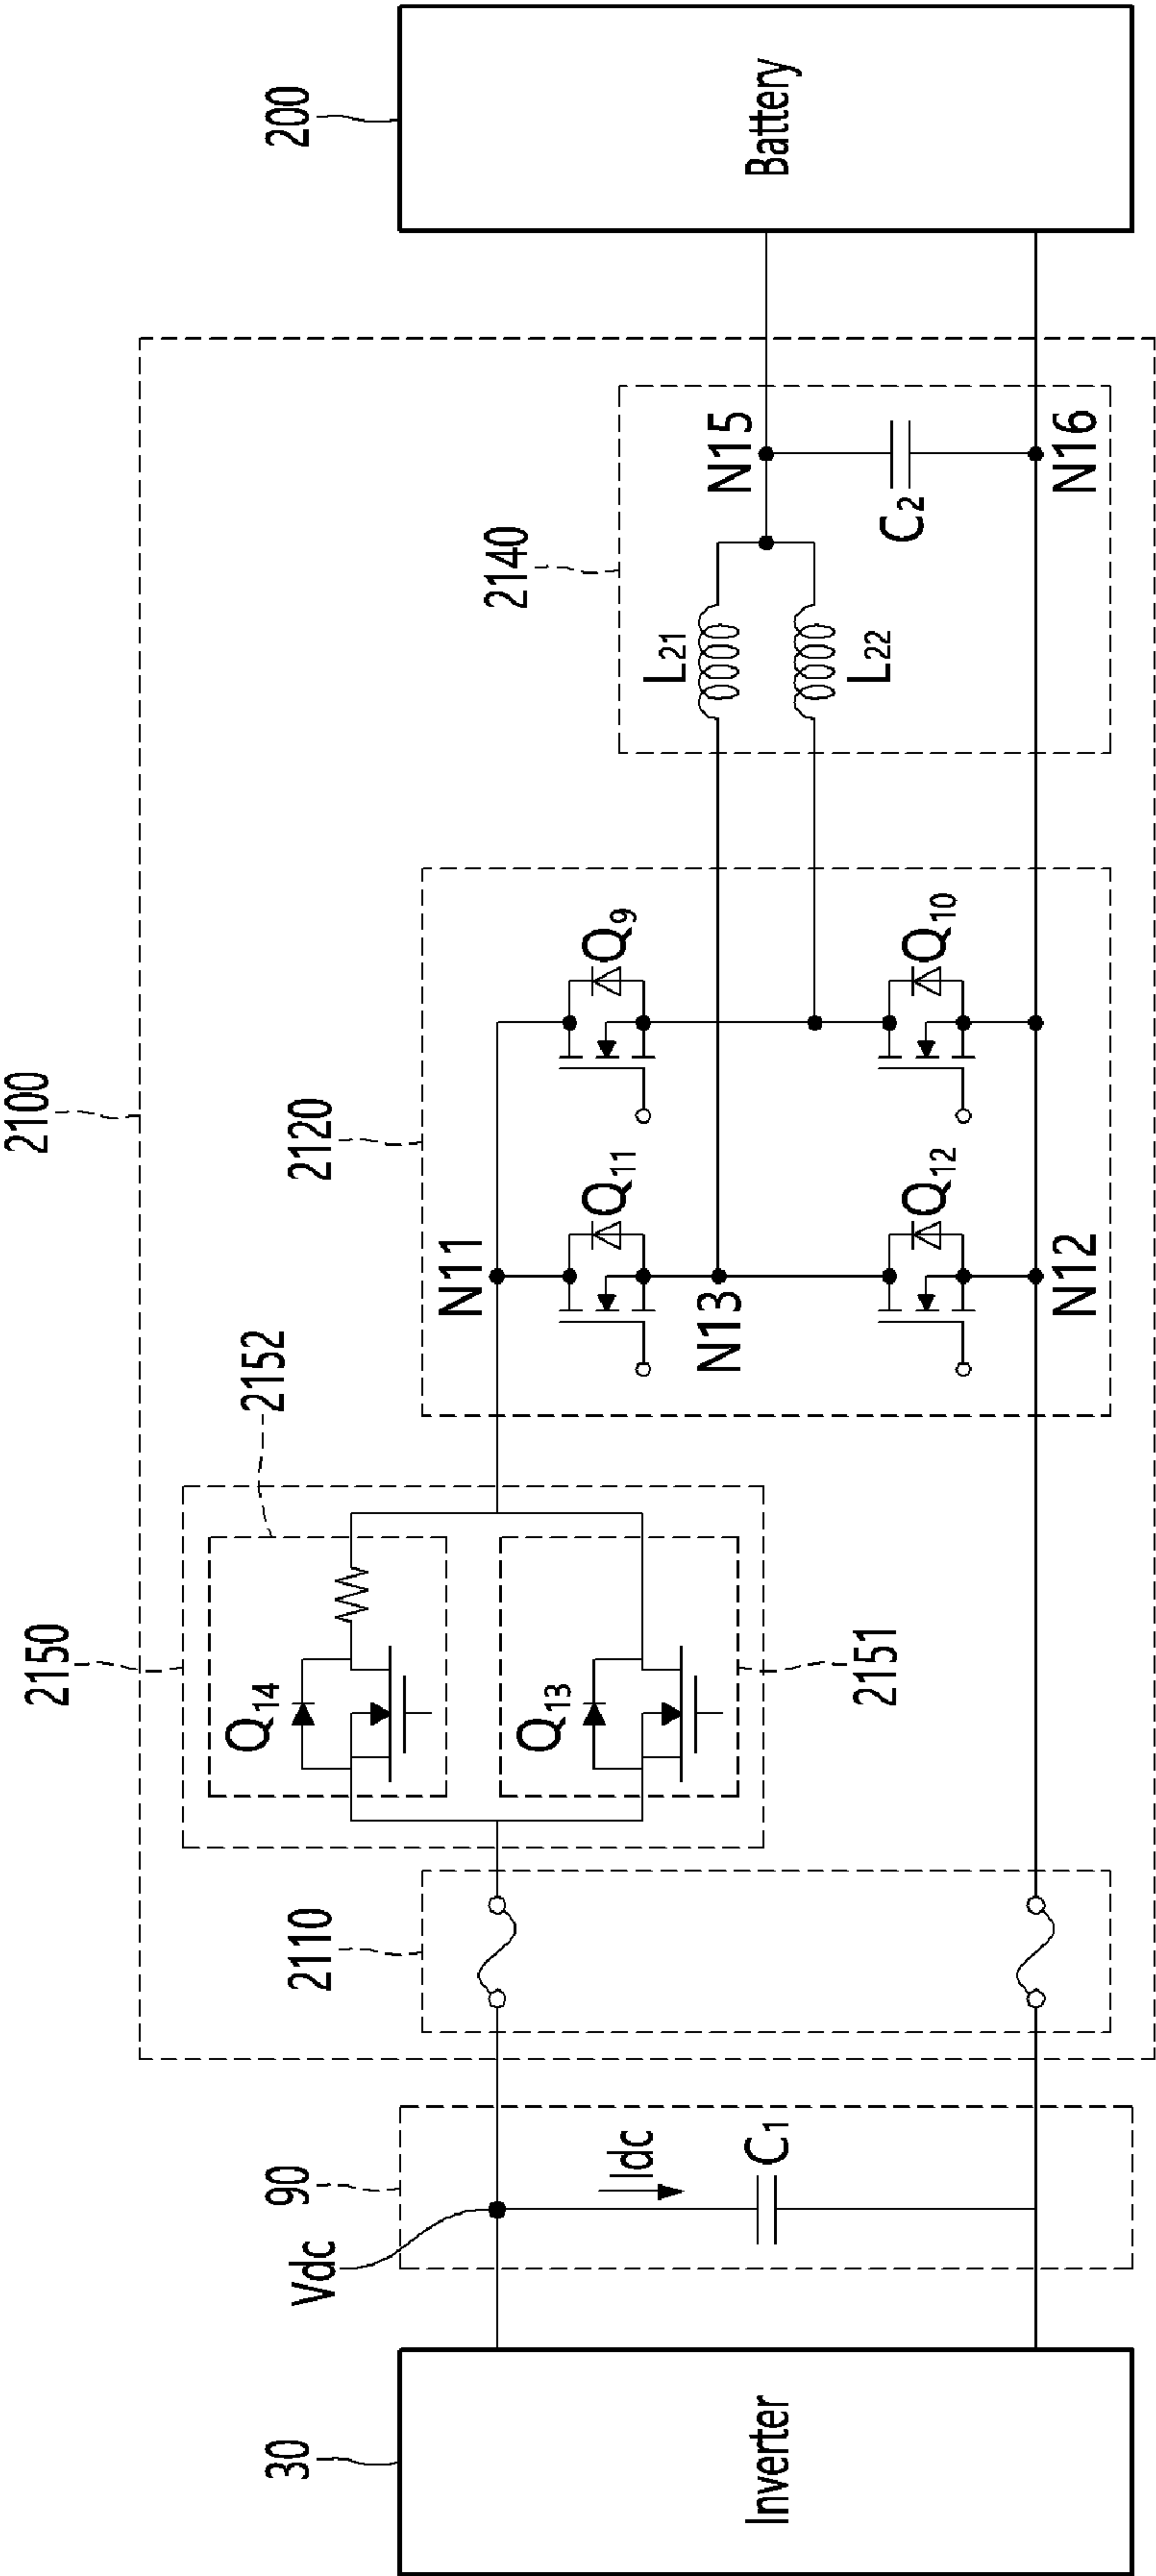 2100
2150
2152
2120
2140
200
30
90
2110
Vdc
Idc
C1
Inverter
Q14
Q13
2151
N11
Q11
Q9
N13
Q12
Q10
N12
L21
L22
N15
C2
N16
Battery